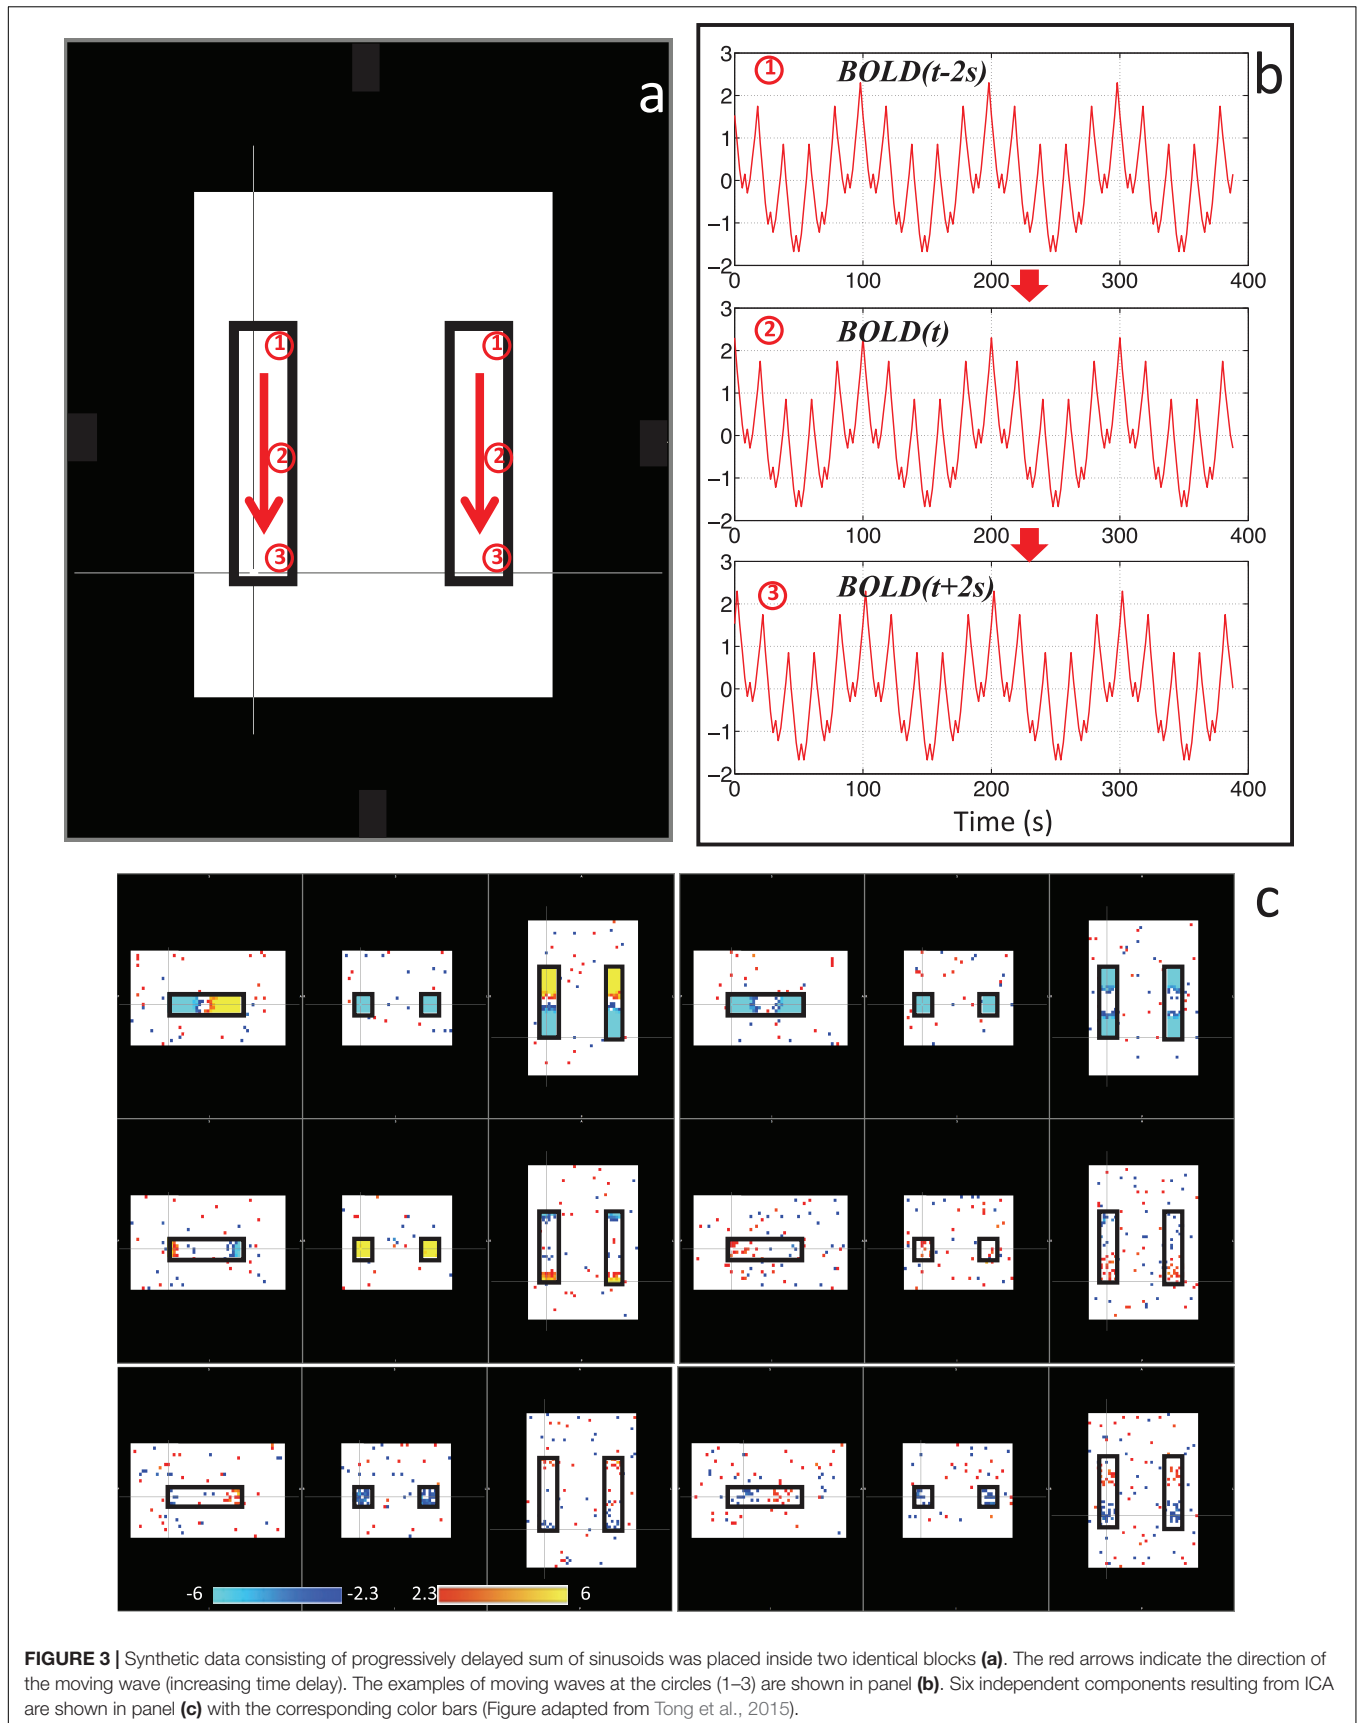 a
1
1
2
2
3
3
b
1 BOLD(t-2s)
3
2
1
0
−1
−2
0 100 200 300 400
2 BOLD(t)
3
2
1
0
−1
−2
0 100 200 300 400
3 BOLD(t+2s)
3
2
1
0
−1
−2
0 100 200 300 400
Time (s)
c
-6 -2.3 2.3 6
FIGURE 3 | Synthetic data consisting of progressively delayed sum of sinusoids was placed inside two identical blocks (a). The red arrows indicate the direction of
the moving wave (increasing time delay). The examples of moving waves at the circles (1–3) are shown in panel (b). Six independent components resulting from ICA
are shown in panel (c) with the corresponding color bars (Figure adapted from Tong et al., 2015).